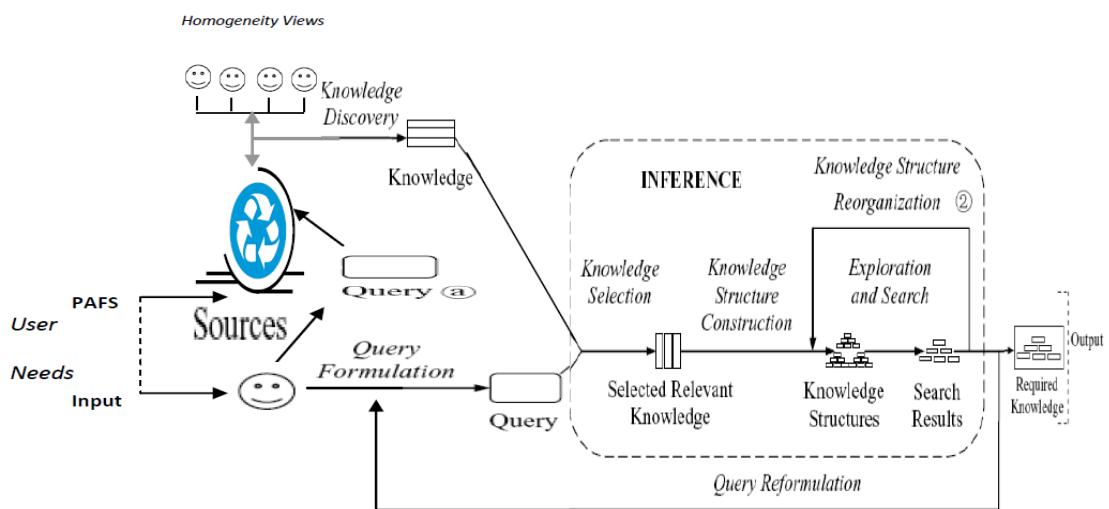 Homogeneity Views
Knowledge
Discovery
Knowledge
INFERENCE
Knowledge Structure
Reorganization ②
Knowledge
Selection
Knowledge
Structure
Construction
Exploration
and Search
Query ⓐ
PAFS
User
Sources
Needs
Input
Query
Formulation
Query
Selected Relevant
Knowledge
Knowledge
Structures
Search
Results
Required
Knowledge
Output
Query Reformulation